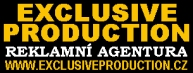 EXCLUSIVE
PRODUCTION
REKLAMNÍ AGENTURA
WWW.EXCLUSIVEPRODUCTION.CZ